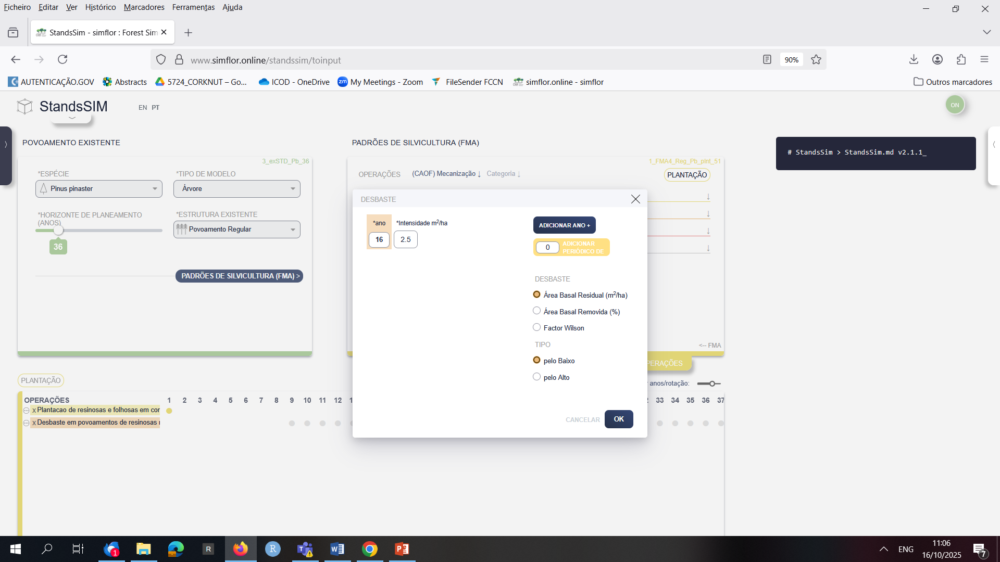 Ficheiro Editar Ver Histórico Marcadores Ferramentas Ajuda
StandsSim - simflor : Forest Sim
www.simflor.online/standssim/toinput
90%
AUTENTICAÇÃO.GOV Abstracts 5724_CORKNUT – Go... ICOD - OneDrive zm My Meetings - Zoom FileSender FCCN simflor.online - simflor Outros marcadores
StandsSIM EN PT ON
POVOAMENTO EXISTENTE
3_exSTD_Pb_36
*ESPÉCIE *TIPO DE MODELO
Pinus pinaster Árvore
*HORIZONTE DE PLANEAMENTO (ANOS) *ESTRUTURA EXISTENTE
Povoamento Regular
36
PADRÕES DE SILVICULTURA (FMA) >
PADRÕES DE SILVICULTURA (FMA)
1_FMA4_Reg_Pb_pInt_51
OPERAÇÕES (CAOF) Mecanização ↓ Categoria ↓ PLANTAÇÃO
# StandsSim > StandsSim.md v2.1.1_
DESBASTE
*ano *Intensidade m²/ha
16 2.5
ADICIONAR ANO +
0 ADICIONAR PERIÓDICO DE
DESBASTE
Área Basal Residual (m²/ha)
Área Basal Removida (%)
Factor Wilson
TIPO
pelo Baixo
pelo Alto
CANCELAR OK
<-- FMA
PERAÇÕES
anos/rotação:
PLANTAÇÃO
OPERAÇÕES 1 2 3 4 5 6 7 8 9 10 11 12 1 33 34 35 36 37
x Plantacao de resinosas e folhosas em cor
x Desbaste em povoamentos de resinosas
1 R R W P ENG 11:06
16/10/2025 7